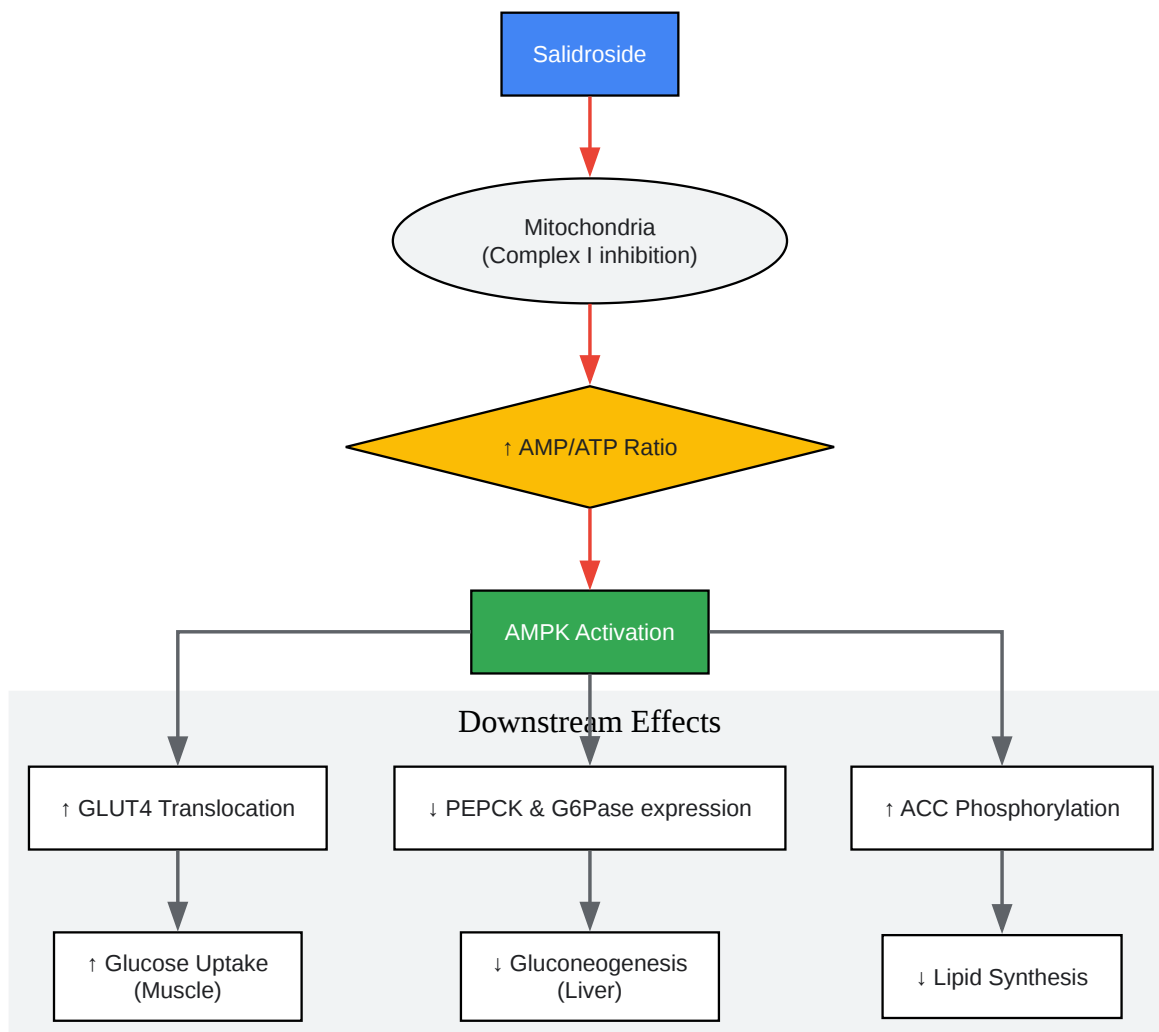 Salidroside
Mitochondria
(Complex I inhibition)
↑ AMP/ATP Ratio
AMPK Activation
Downstream Effects
↑ GLUT4 Translocation
↓ PEPCK & G6Pase expression
↑ ACC Phosphorylation
↑ Glucose Uptake
(Muscle)
↓ Gluconeogenesis
(Liver)
↓ Lipid Synthesis